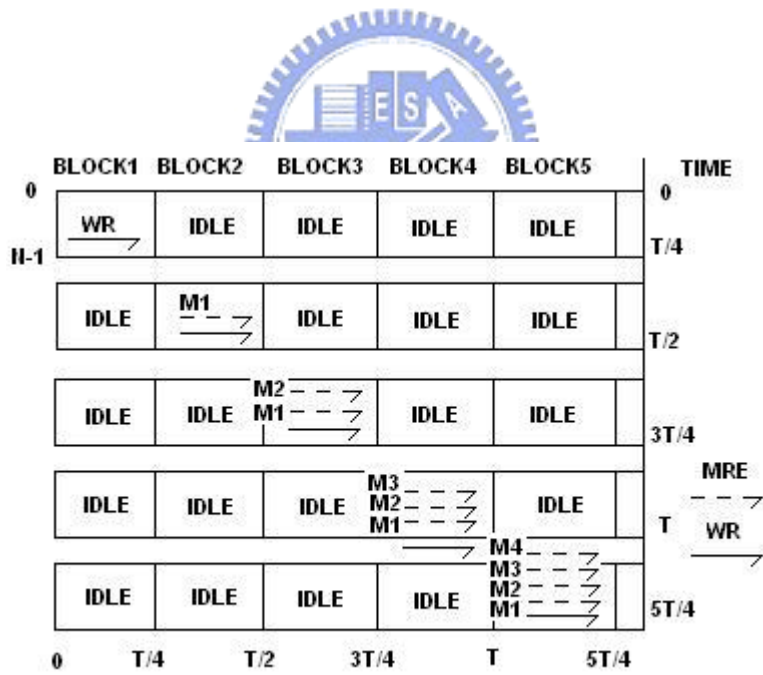 E S A
BLOCK1 BLOCK2 BLOCK3 BLOCK4 BLOCK5 TIME
0 0
WR IDLE IDLE IDLE IDLE
N-1 T/4
M1
IDLE IDLE IDLE IDLE
T/2
M2
IDLE IDLE M1 IDLE IDLE
3T/4
M3 MRE
IDLE IDLE IDLE M2 IDLE
M1 T WR
M4
M3
IDLE IDLE IDLE IDLE M2
M1 5T/4
0 T/4 T/2 3T/4 T 5T/4